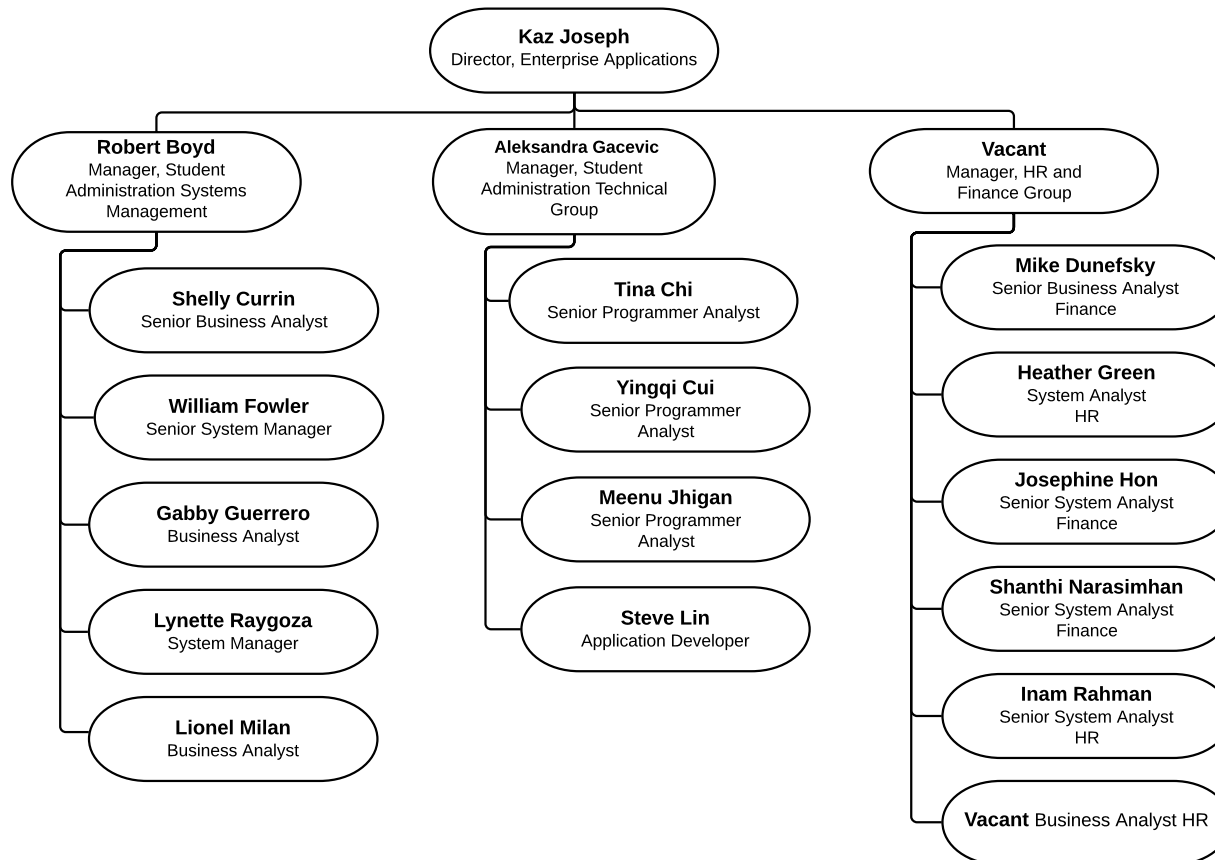 Kaz Joseph
Director, Enterprise Applications
Robert Boyd
Manager, Student
Administration Systems
Management
Aleksandra Gacevic
Manager, Student
Administration Technical
Group
Vacant
Manager, HR and
Finance Group
Shelly Currin
Senior Business Analyst
William Fowler
Senior System Manager
Gabby Guerrero
Business Analyst
Lynette Raygoza
System Manager
Lionel Milan
Business Analyst
Tina Chi
Senior Programmer Analyst
Yingqi Cui
Senior Programmer
Analyst
Meenu Jhigan
Senior Programmer
Analyst
Steve Lin
Application Developer
Mike Dunefsky
Senior Business Analyst
Finance
Heather Green
System Analyst
HR
Josephine Hon
Senior System Analyst
Finance
Shanthi Narasimhan
Senior System Analyst
Finance
Inam Rahman
Senior System Analyst
HR
Vacant Business Analyst HR